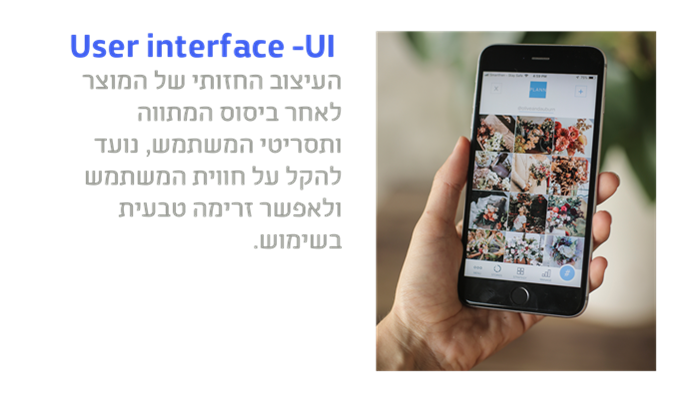 User interface -UI
העיצוב החזותי של המוצר
לאחר ביסוס המתווה
ותסריטי המשתמש, נועד
להקל על חווית המשתמש
ולאפשר זרימה טבעית
בשימוש.
PLANN